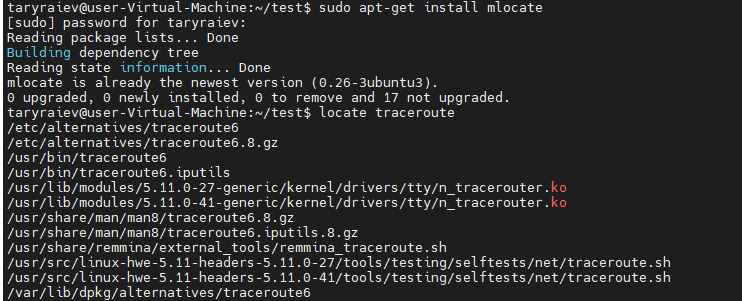 taryraiev@user-Virtual-Machine:~/test$ sudo apt-get install mlocate
[sudo] password for taryraiev:
Reading package lists... Done
Building dependency tree
Reading state information... Done
mlocate is already the newest version (0.26-3ubuntu3).
0 upgraded, 0 newly installed, 0 to remove and 17 not upgraded.
taryraiev@user-Virtual-Machine:~/test$ locate traceroute
/etc/alternatives/traceroute6
/etc/alternatives/traceroute6.8.gz
/usr/bin/traceroute6
/usr/bin/traceroute6.iputils
/usr/lib/modules/5.11.0-27-generic/kernel/drivers/tty/n_tracerouter.ko
/usr/lib/modules/5.11.0-41-generic/kernel/drivers/tty/n_tracerouter.ko
/usr/share/man/man8/traceroute6.8.gz
/usr/share/man/man8/traceroute6.iputils.8.gz
/usr/share/remmina/external_tools/remmina_traceroute.sh
/usr/src/linux-hwe-5.11-headers-5.11.0-27/tools/testing/selftests/net/traceroute.sh
/usr/src/linux-hwe-5.11-headers-5.11.0-41/tools/testing/selftests/net/traceroute.sh
/var/lib/dpkg/alternatives/traceroute6